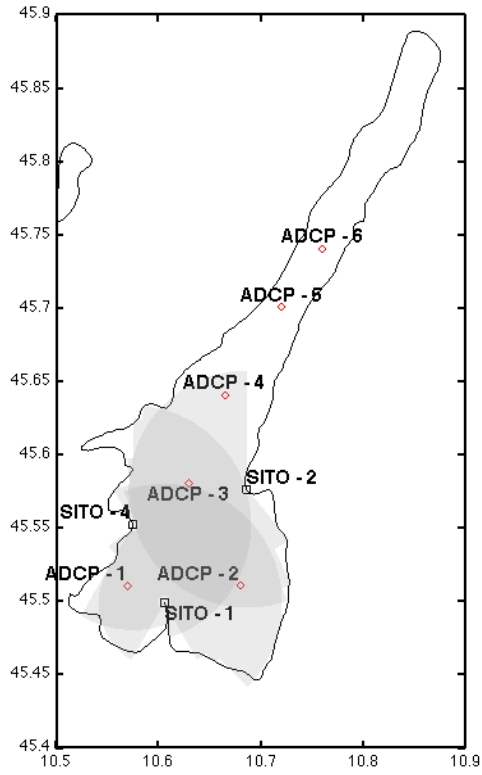 45.9
45.85
45.8
45.75
ADCP - 6
45.7
ADCP - 5
45.65
ADCP - 4
45.6
SITO - 2
ADCP - 3
45.55
SITO - 4
ADCP - 1
ADCP - 2
45.5
SITO - 1
45.45
45.4
10.5
10.6
10.7
10.8
10.9